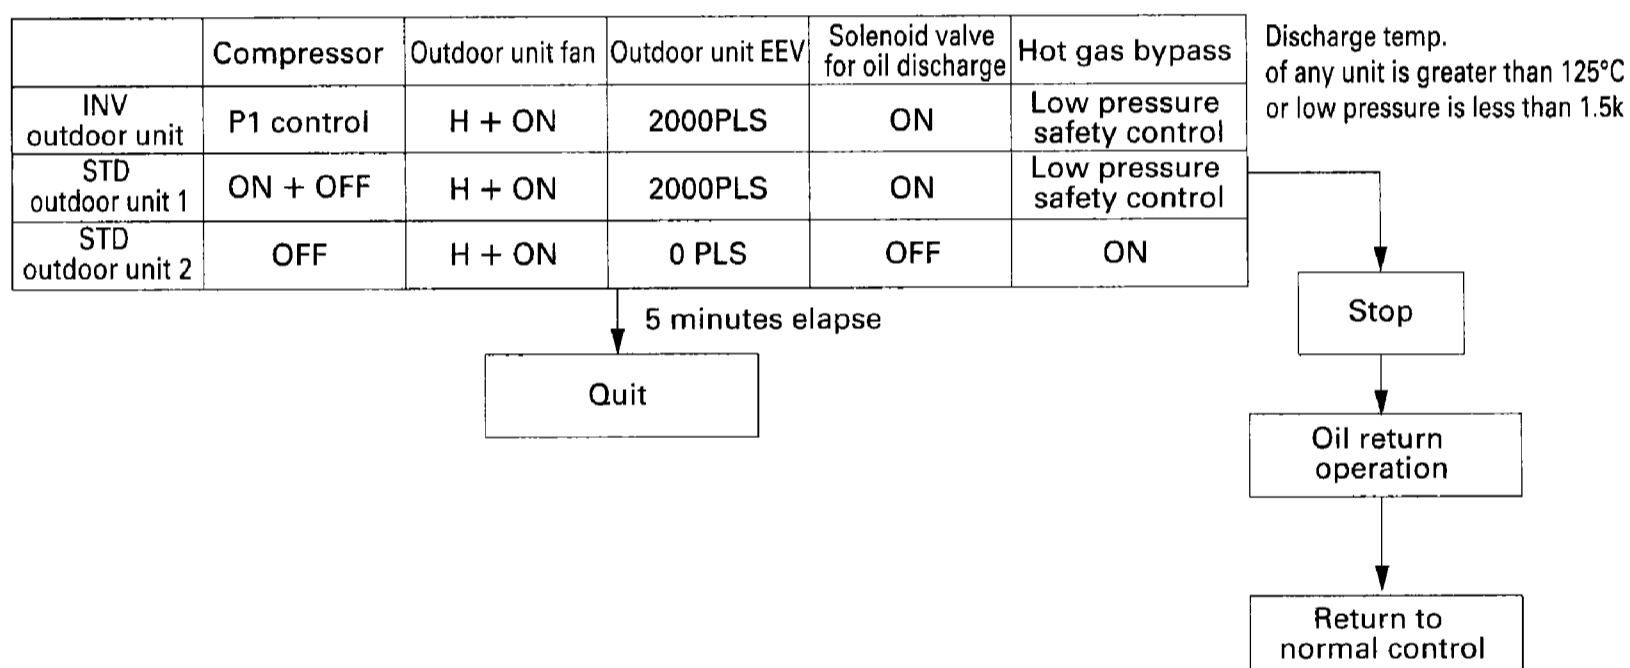 Compressor
Outdoor unit fan
Outdoor unit EEV
Solenoid valve
for oil discharge
Hot gas bypass
Discharge temp.
of any unit is greater than 125°C
or low pressure is less than 1.5k
INV
outdoor unit
P1 control
H + ON
2000PLS
ON
Low pressure
safety control
STD
outdoor unit 1
ON + OFF
H + ON
2000PLS
ON
Low pressure
safety control
STD
outdoor unit 2
OFF
H + ON
0 PLS
OFF
ON
5 minutes elapse
Quit
Stop
Oil return
operation
Return to
normal control